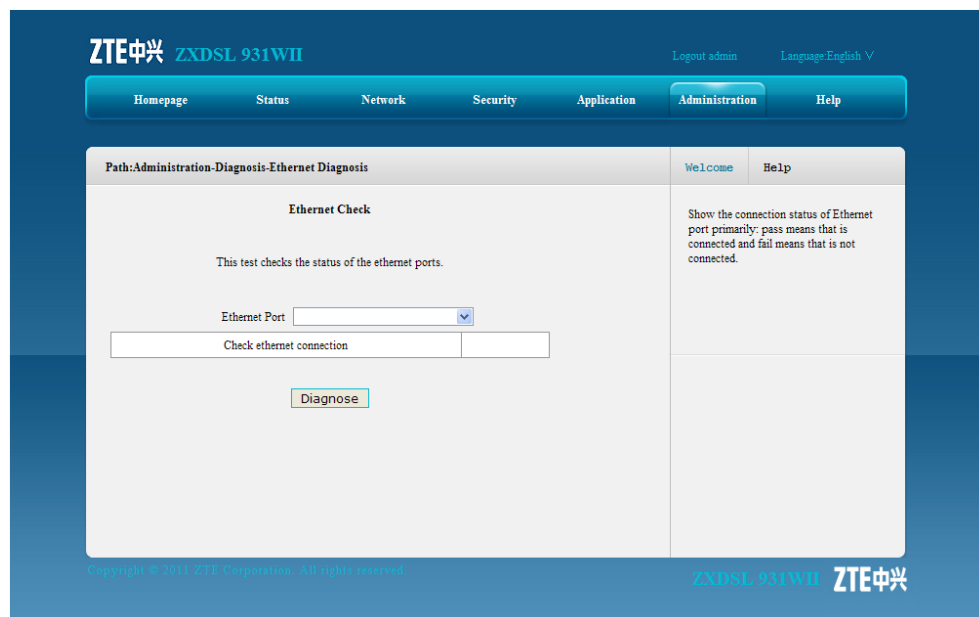 ZTE中兴 ZXDSL 931WII
Logout admin Language:English V
Homepage Status Network Security Application Administration Help
Path:Administration-Diagnosis-Ethernet Diagnosis
Welcome Help
Ethernet Check
This test checks the status of the ethernet ports.
Ethernet Port
Check ethernet connection
Diagnose
Show the connection status of Ethernet
port primarily: pass means that is
connected and fail means that is not
connected.
Copyright © 2011 ZTE Corporation. All rights reserved.
ZXDSL 931WII ZTE中兴